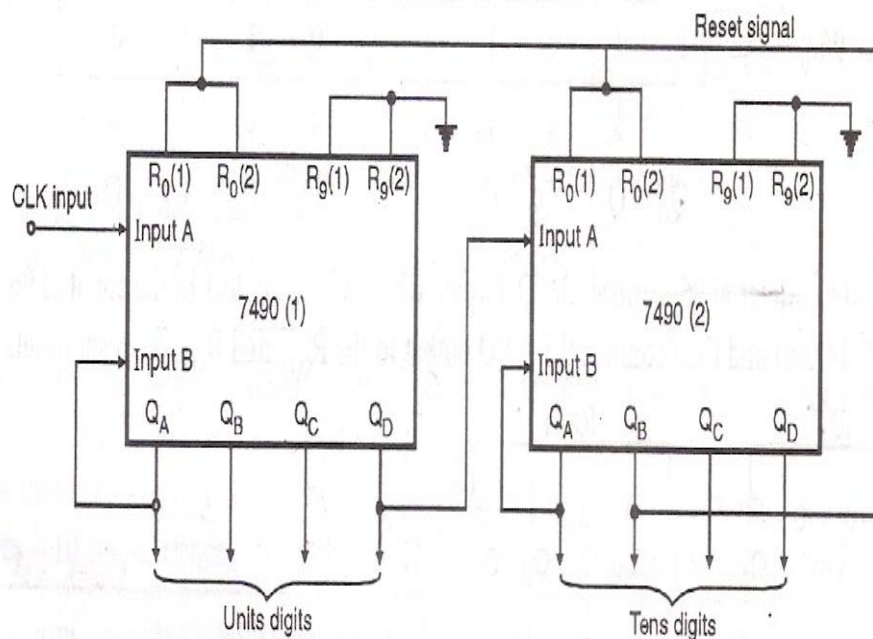 Reset signal
R0(1) R0(2) R9(1) R9(2)
R0(1) R0(2) R9(1) R9(2)
CLK input
Input A
Input A
7490 (1)
7490 (2)
Input B
Input B
QA QB QC QD
QA QB QC QD
Units digits
Tens digits